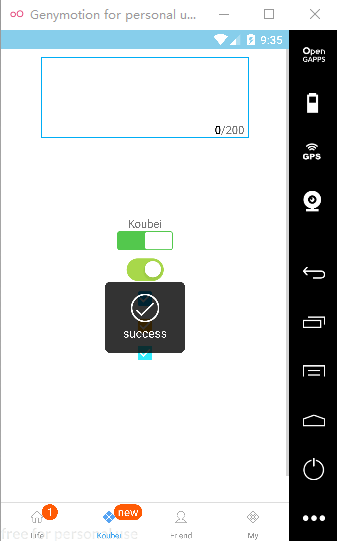 Genymotion for personal u...
Open
GAPPS
9:35
0/200
GPS
Koubei
success
1
new
Life
Koubei
Friend
My
free for personal use